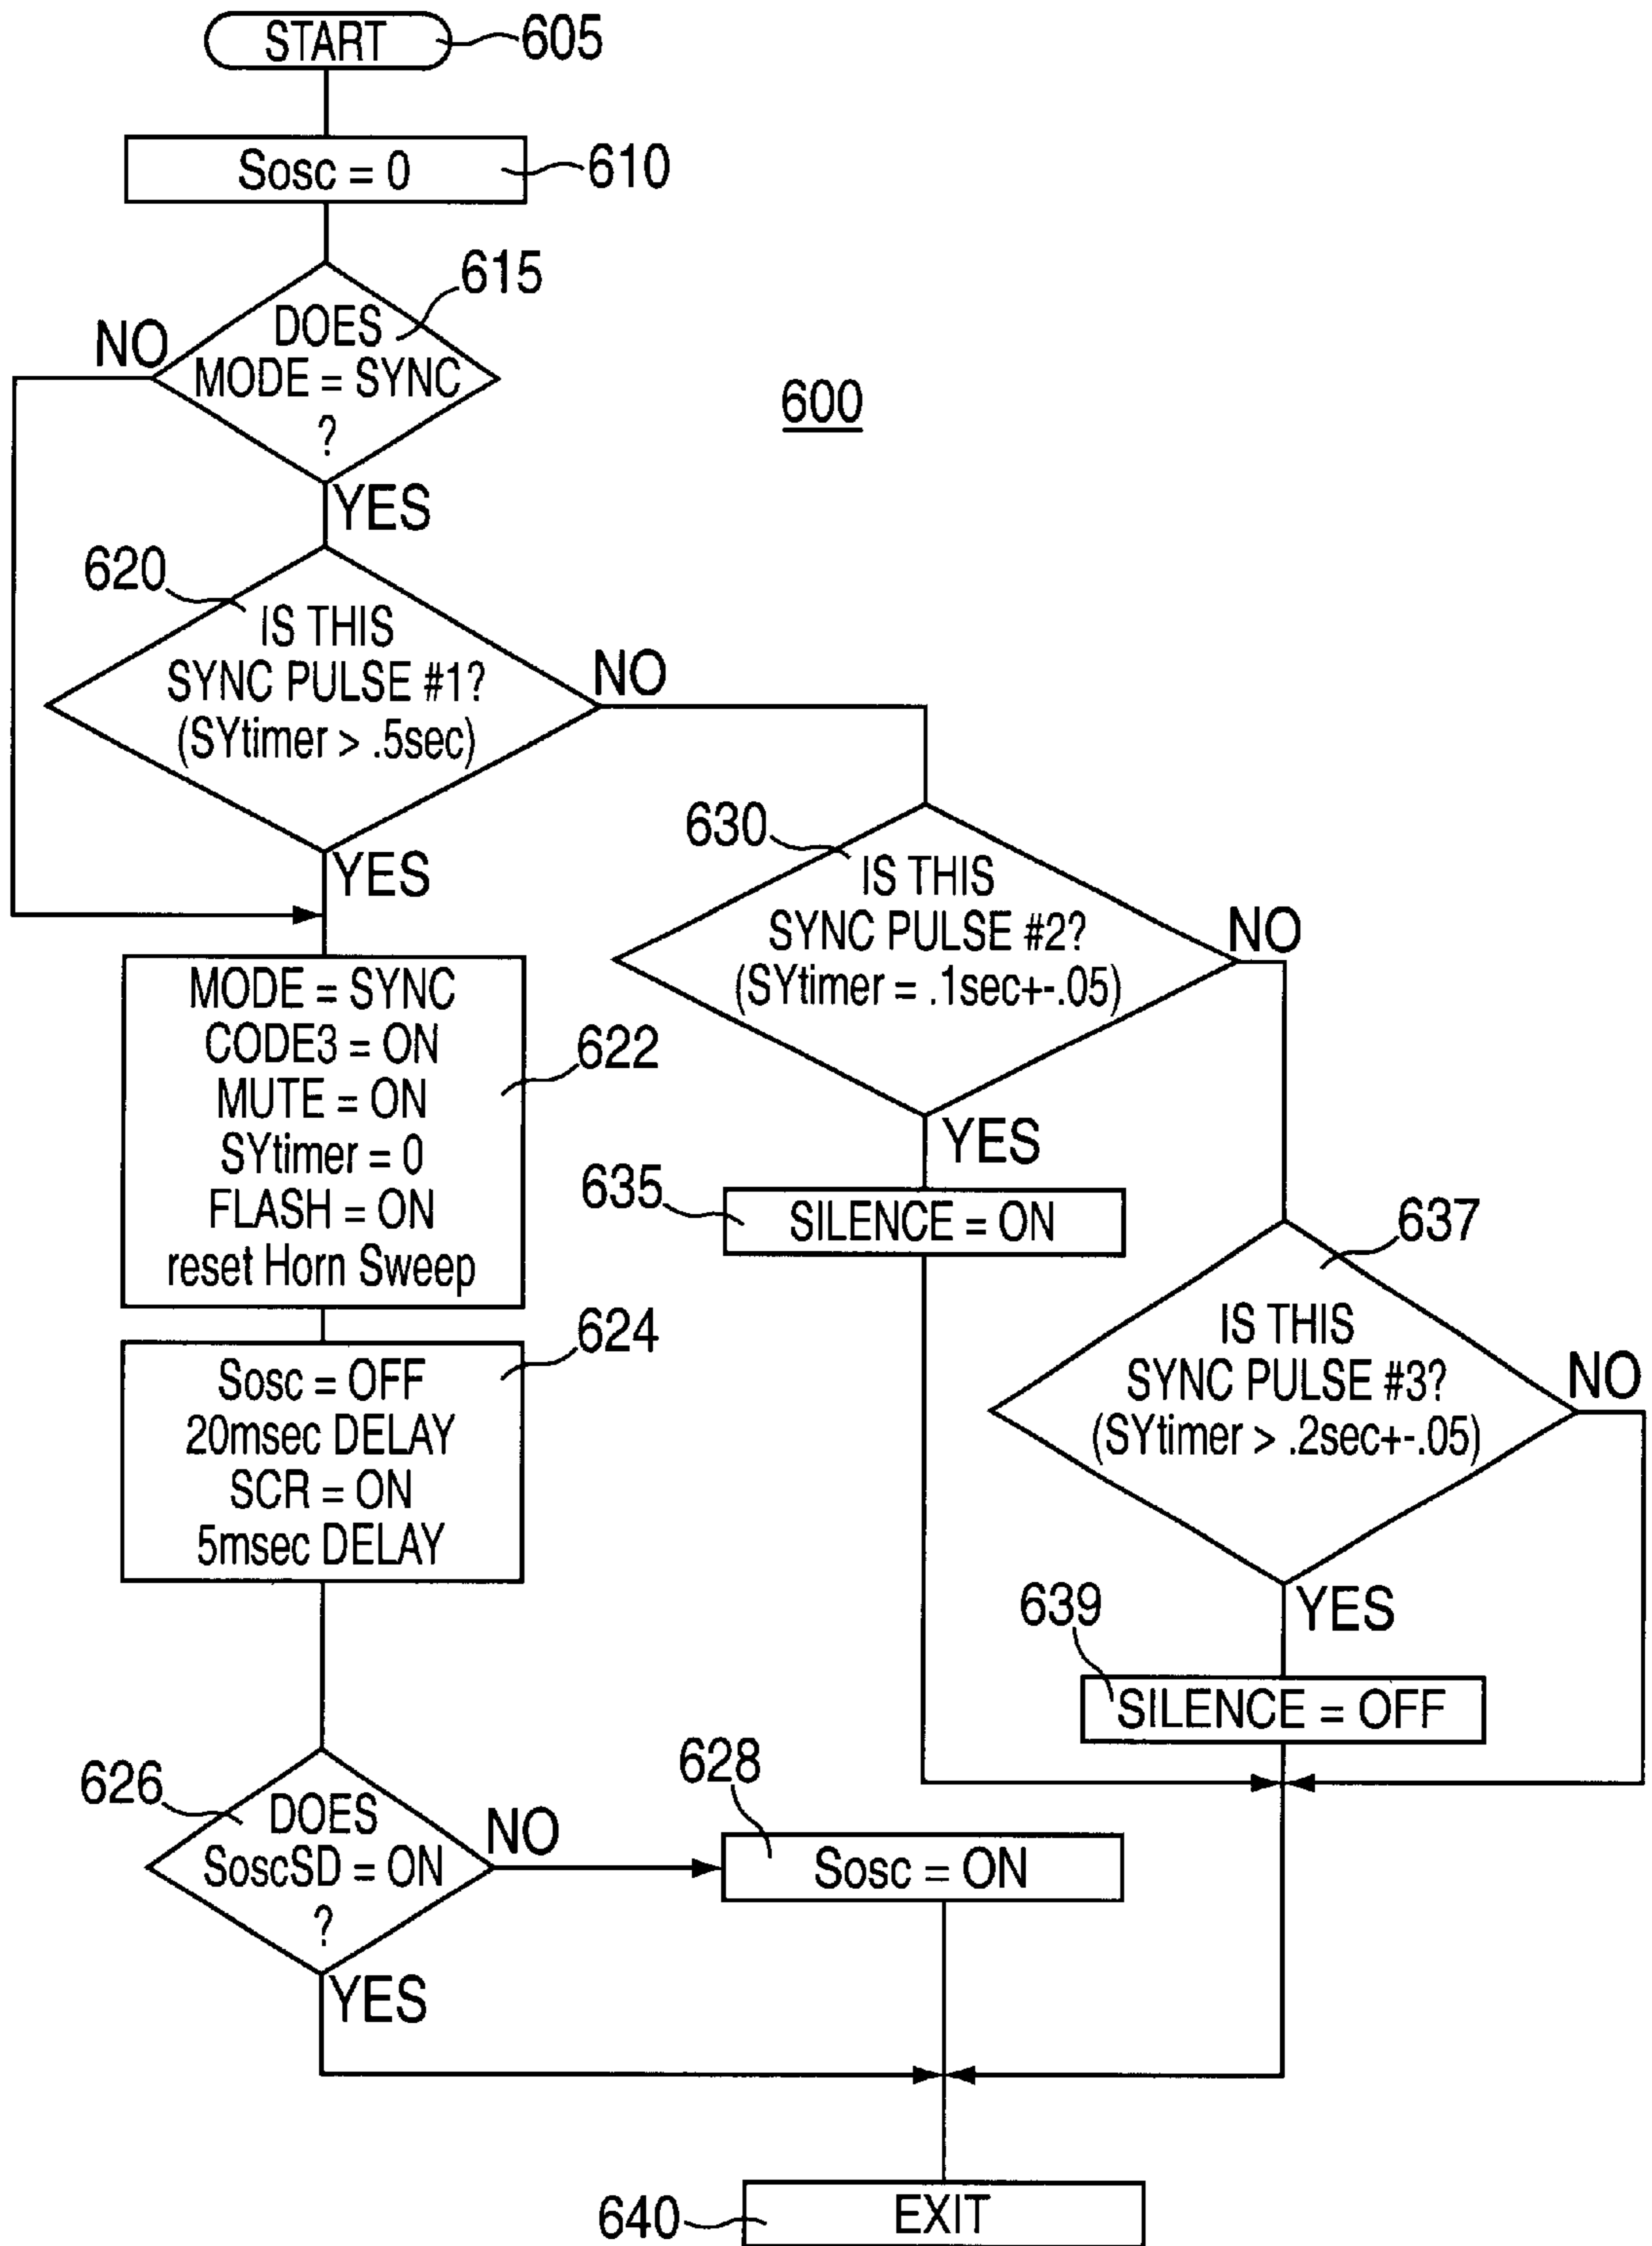 START
605
Sosc = 0
610
615
DOES
MODE = SYNC
?
NO
YES
600
620
IS THIS
SYNC PULSE #1?
(SYtimer > .5sec)
NO
YES
630
IS THIS
SYNC PULSE #2?
(SYtimer = .1sec+-.05)
NO
YES
MODE = SYNC
CODE3 = ON
MUTE = ON
SYtimer = 0
FLASH = ON
reset Horn Sweep
622
635
SILENCE = ON
637
IS THIS
SYNC PULSE #3?
(SYtimer > .2sec+-.05)
NO
YES
624
Sosc = OFF
20msec DELAY
SCR = ON
5msec DELAY
639
SILENCE = OFF
626
DOES
SoscSD = ON
?
NO
YES
628
Sosc = ON
640
EXIT